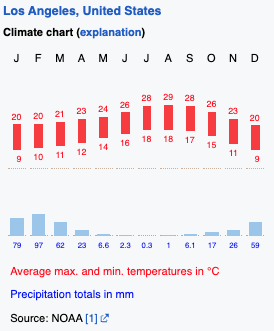 Los Angeles, United States
Climate chart (explanation)
J F M A M J J A S O N D
20 20 21 23 24 26 28 29 28 26 23 20
9 10 11 12 14 16 18 18 17 15 11 9
79 97 62 23 6.6 2.3 0.3 1 6.1 17 26 59
Average max. and min. temperatures in °C
Precipitation totals in mm
Source: NOAA [1]